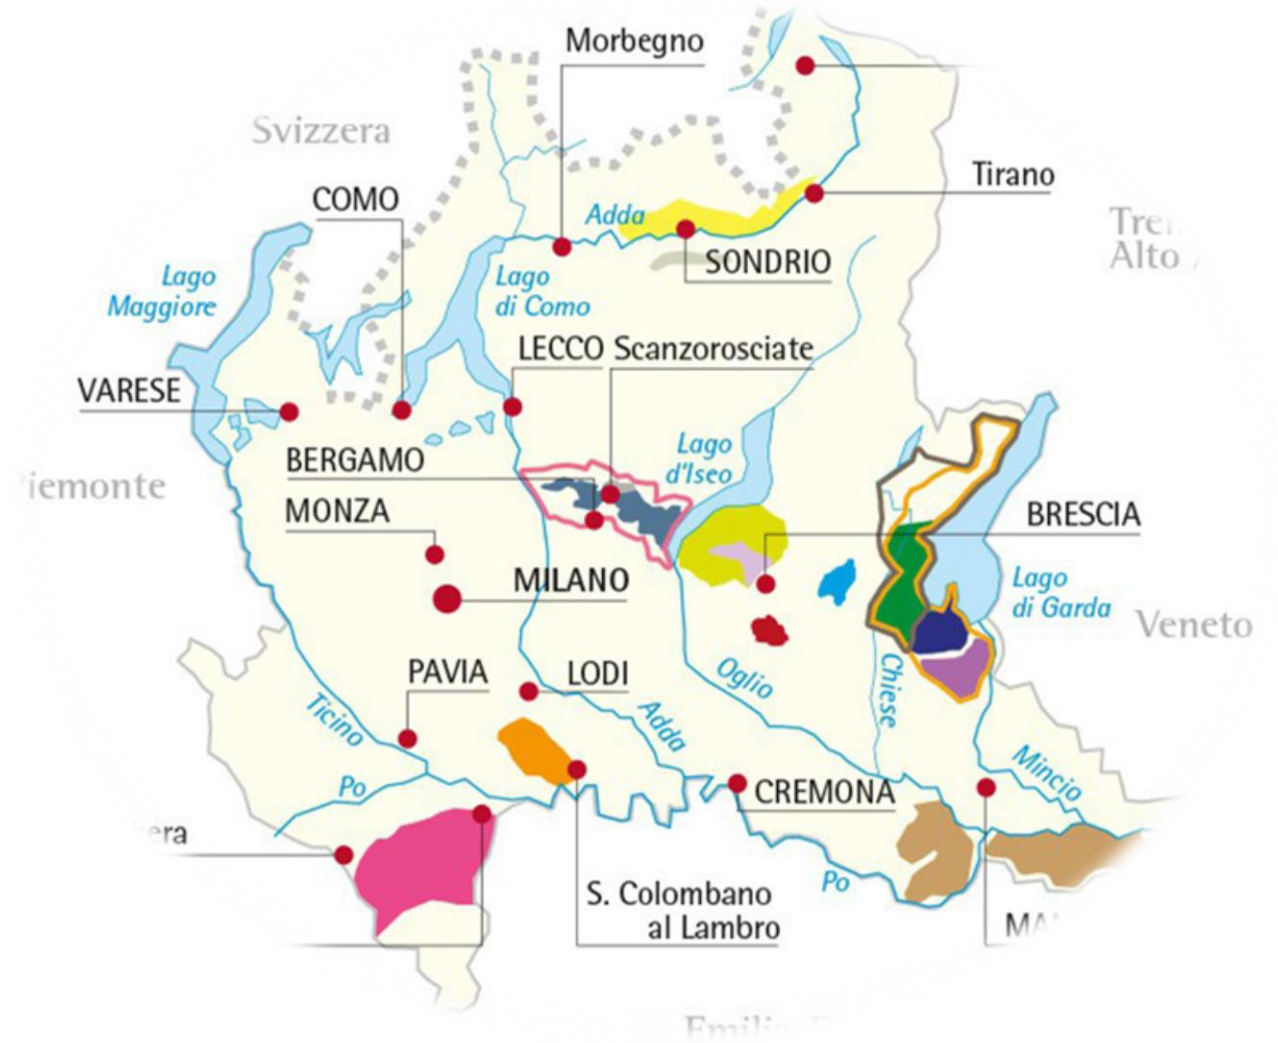 Morbegno
Svizzera
Tirano
COMO
Adda
Alto
SONDRIO
Lago
Maggiore
Lago
di Como
LECCO
Scanzorosciate
VARESE
Lago
d'Iseo
BERGAMO
MONZA
BRESCIA
MILANO
Lago
di Garda
Veneto
PAVIA
LODI
Oglio
Chiese
Ticino
Adda
Mincio
Po
CREMONA
Po
S. Colombano
al Lambro